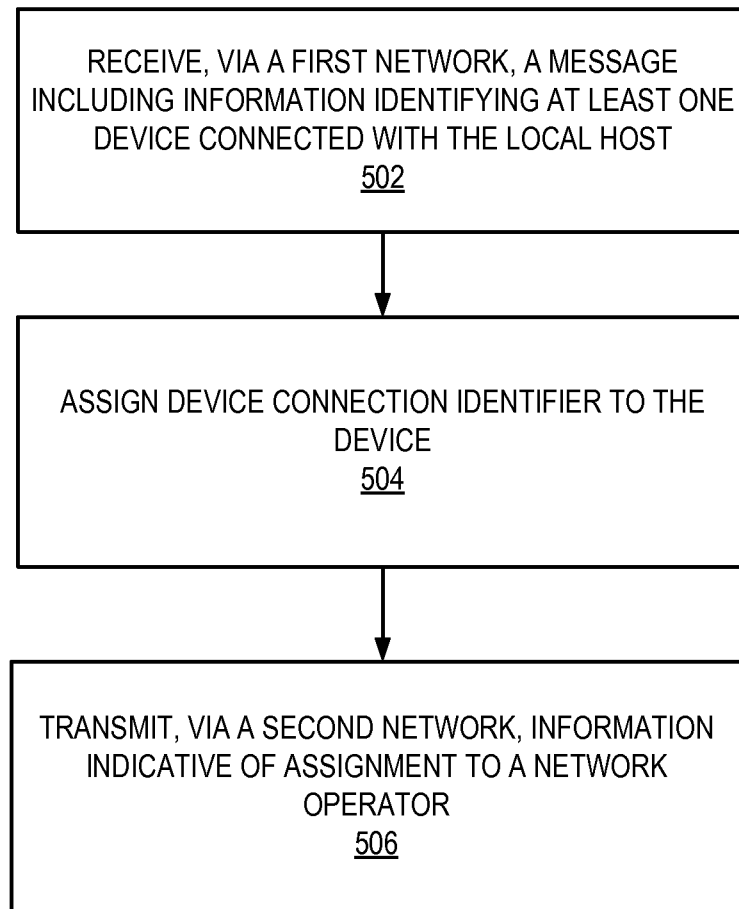 RECEIVE, VIA A FIRST NETWORK, A MESSAGE
INCLUDING INFORMATION IDENTIFYING AT LEAST ONE
DEVICE CONNECTED WITH THE LOCAL HOST
502
ASSIGN DEVICE CONNECTION IDENTIFIER TO THE
DEVICE
504
TRANSMIT, VIA A SECOND NETWORK, INFORMATION
INDICATIVE OF ASSIGNMENT TO A NETWORK
OPERATOR
506